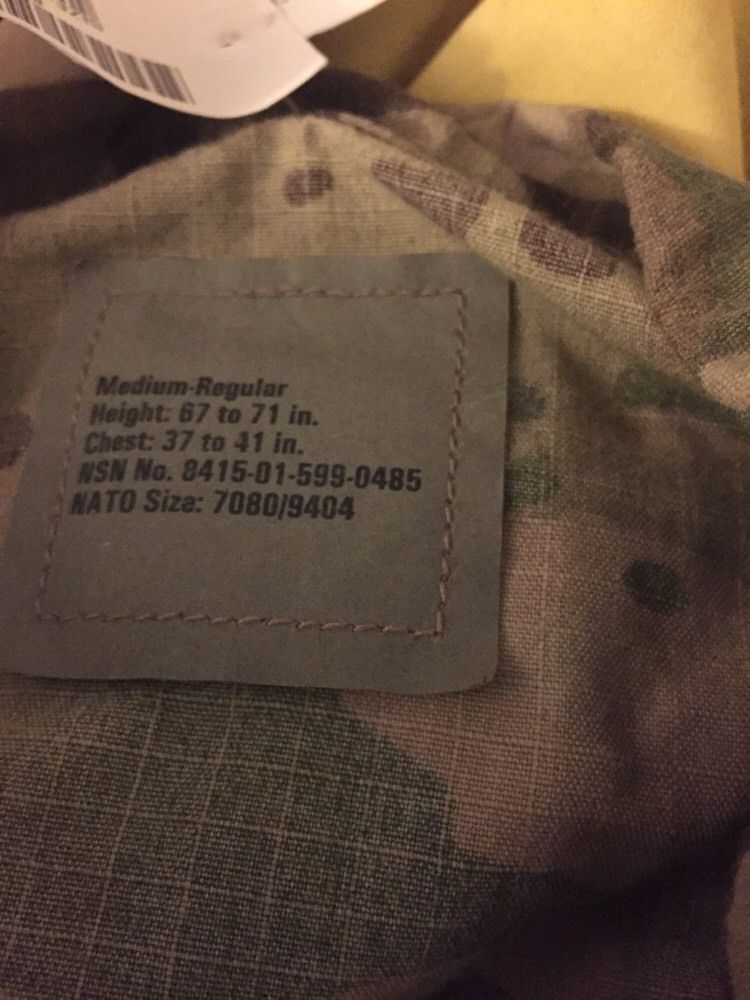 Medium-Regular
Height: 67 to 71 in.
Chest: 37 to 41 in.
NSN No. 8415-01-599-0485
NATO Size: 7080/9404